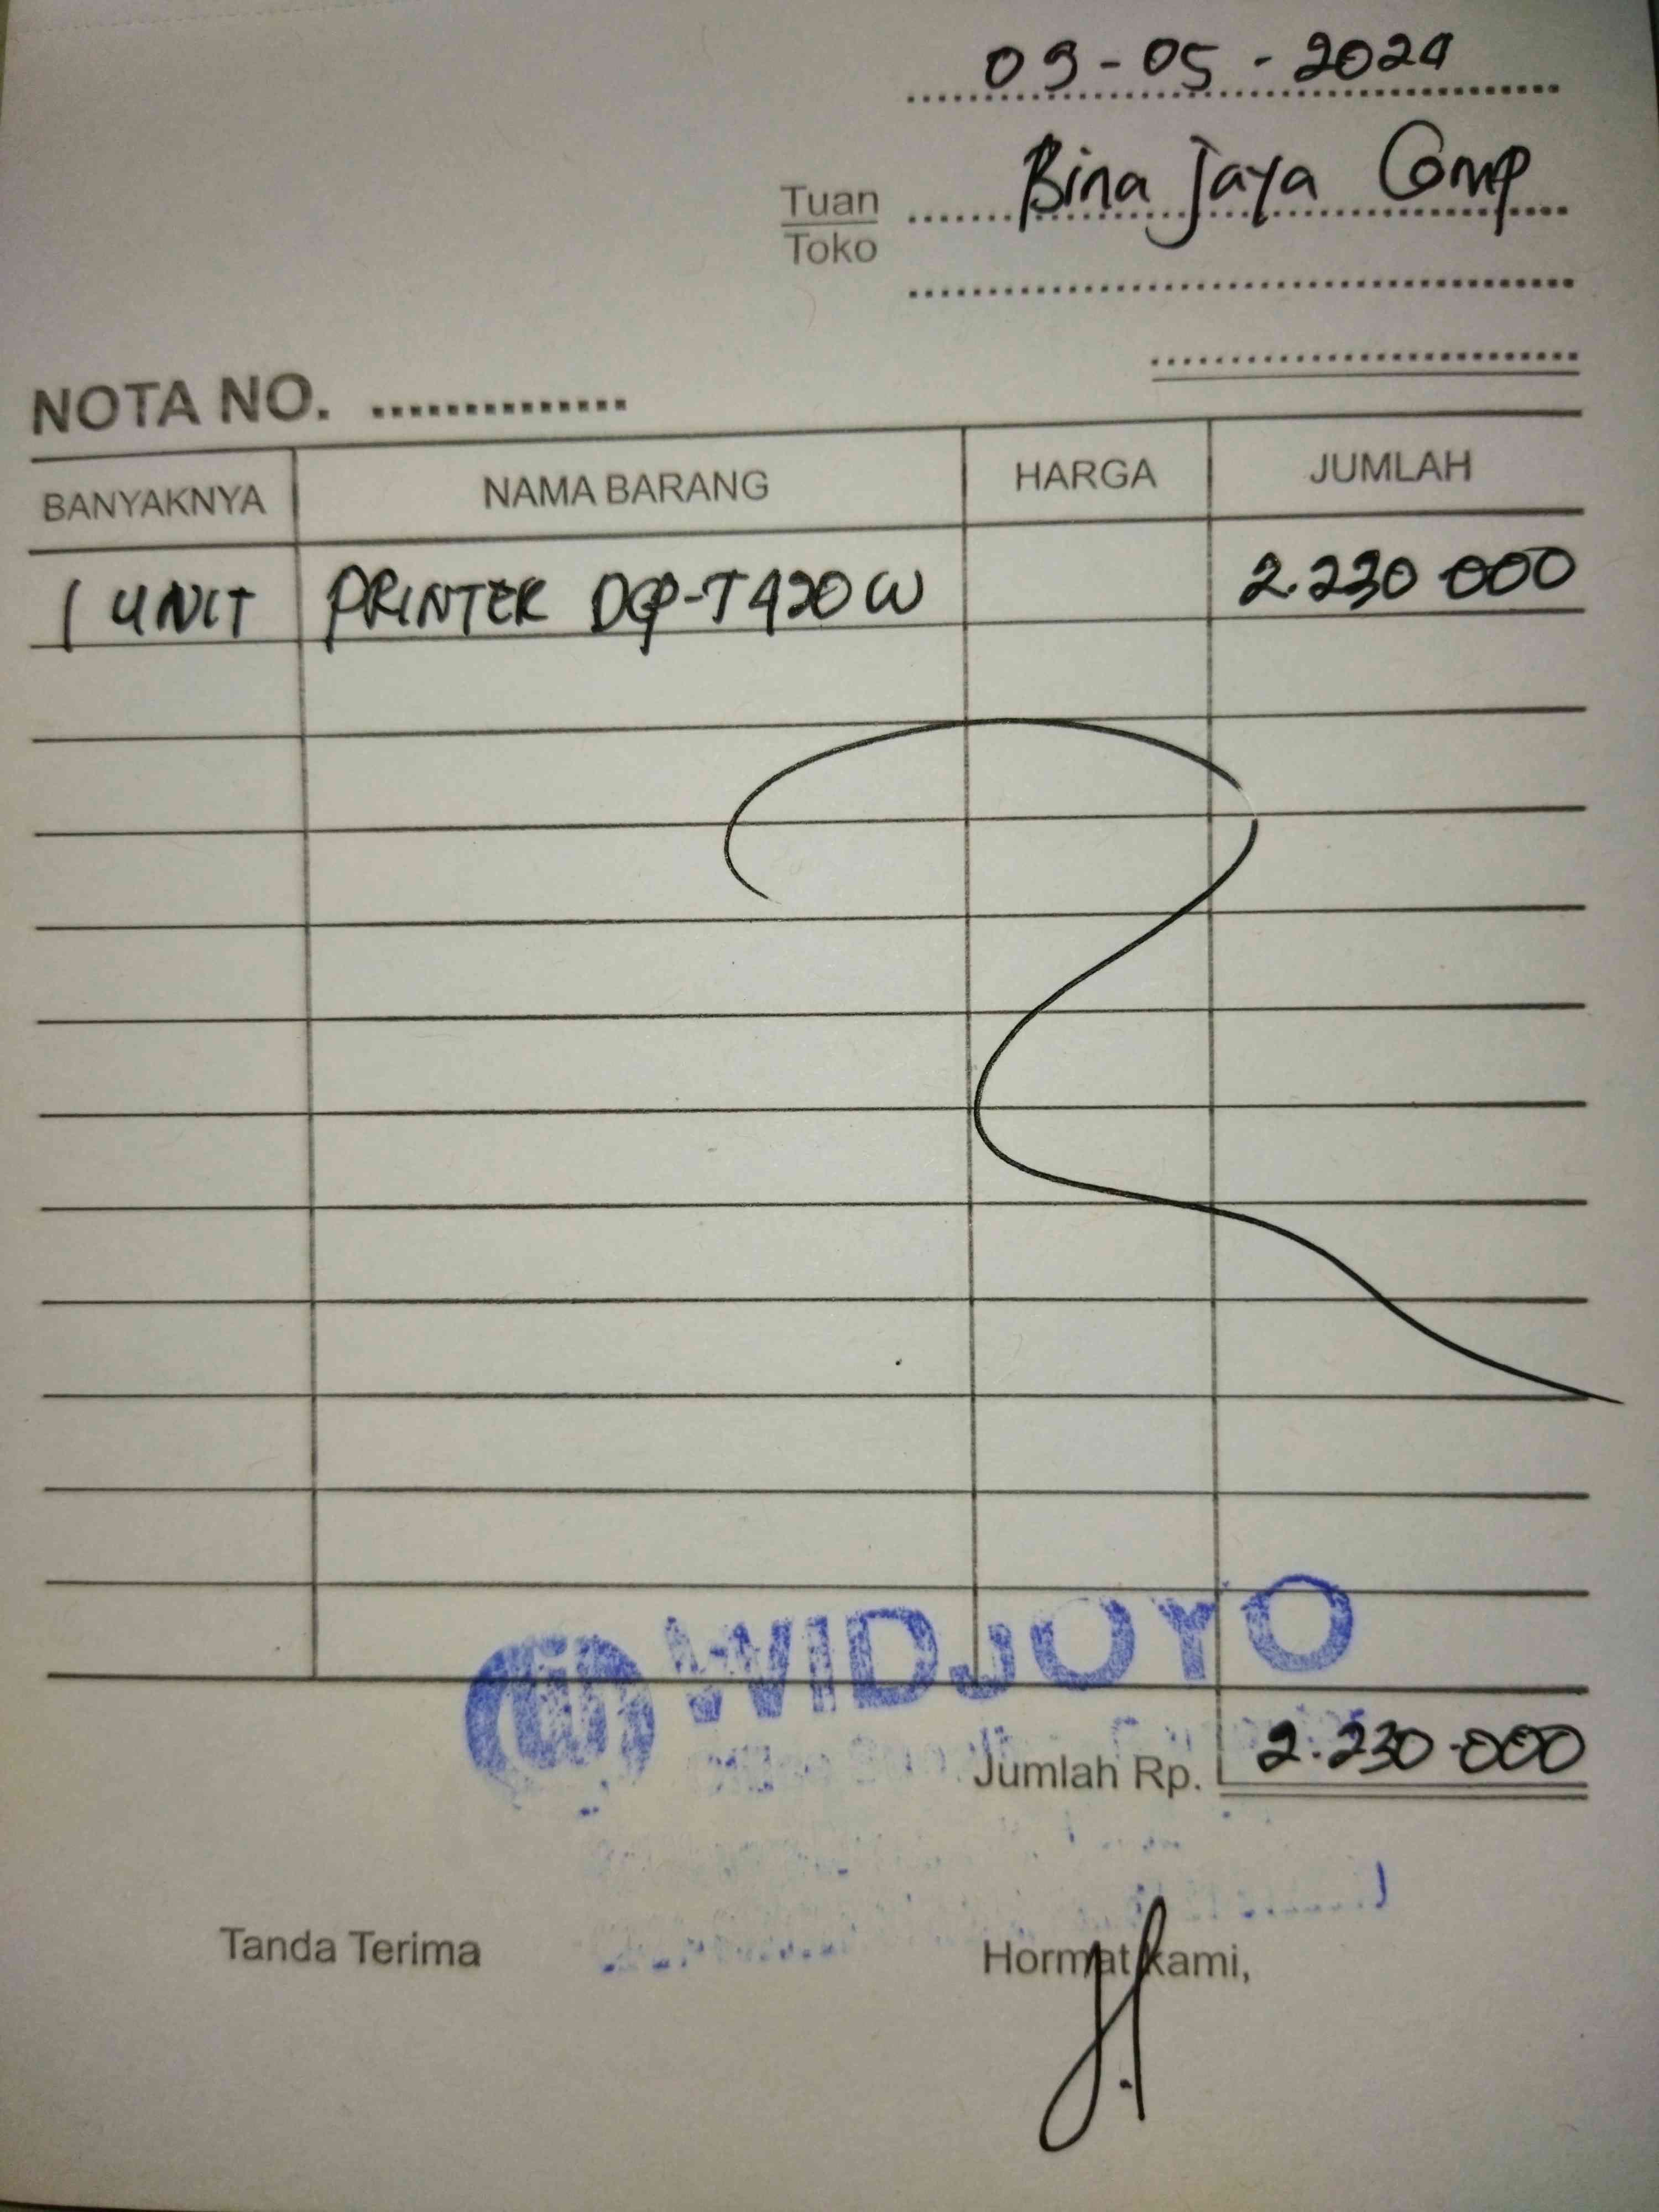 09-05-2024
Tuan
Toko
Bina Jaya Comp
NOTA NO.
BANYAKNYA NAMA BARANG HARGA JUMLAH
1 UNIT PRINTER DCP-T420W 2.230.000
WIDJOYO
Jumlah Rp. 2.230.000
Tanda Terima Hormat kami,